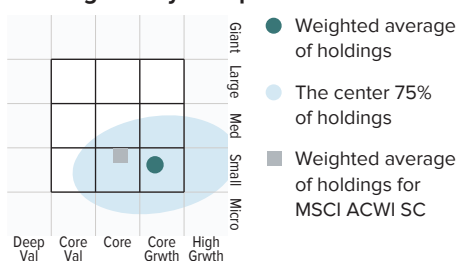 Giant
Large
Med
Small
Micro
Deep Val
Core Val
Core
Core Grwth
High Grwth
Weighted average
of holdings
The center 75%
of holdings
Weighted average
of holdings for
MSCI ACWI SC